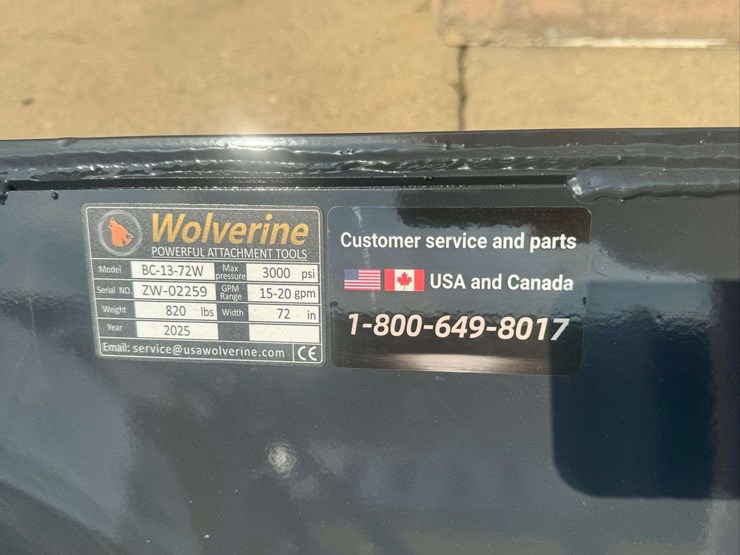 Wolverine
POWERFUL ATTACHMENT TOOLS
Model BC-13-72W Max pressure 3000 psi
Serial NO. ZW-02259 GPM Range 15-20 gpm
Weight 820 lbs Width 72 in
Year 2025
Email: service@usawolverine.com CE
Customer service and parts
USA and Canada
1-800-649-8017